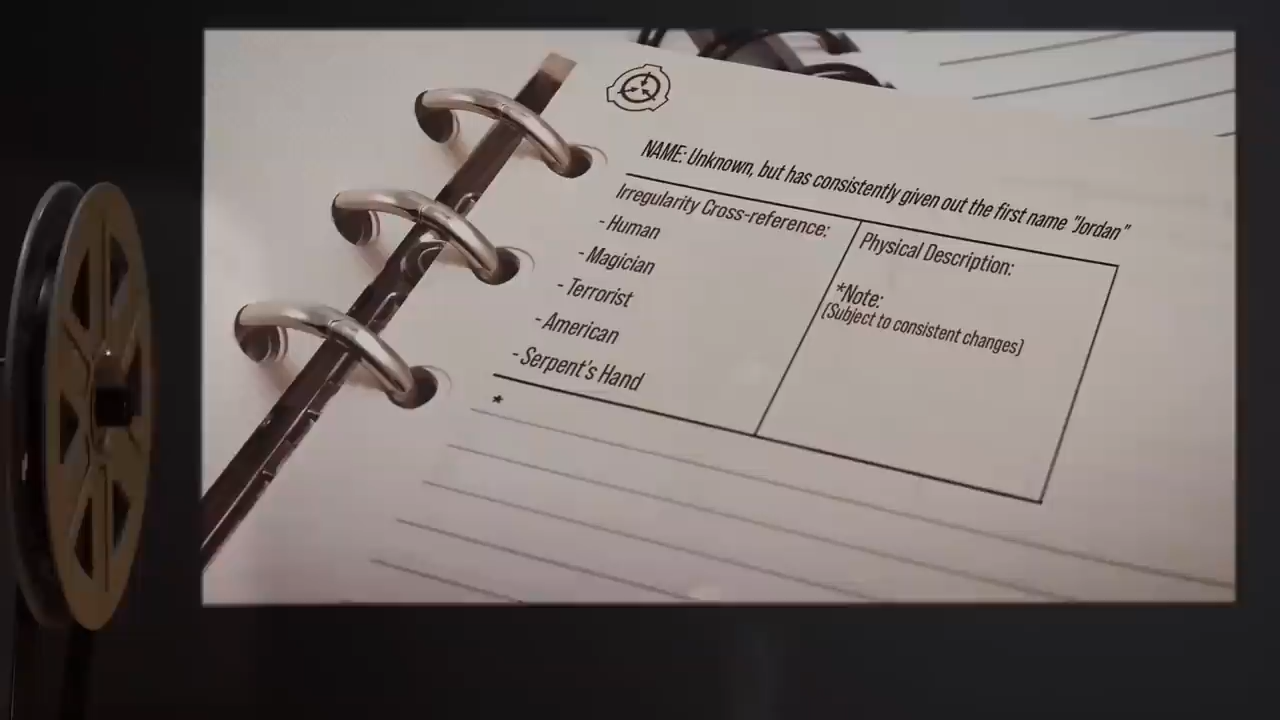 NAME: Unknown, but has consistently given out the first name "Jordan"
Irregularity Cross-reference:
- Human
- Magician
- Terrorist
- American
- Serpent's Hand
*
Physical Description:
*Note:
(Subject to consistent changes)